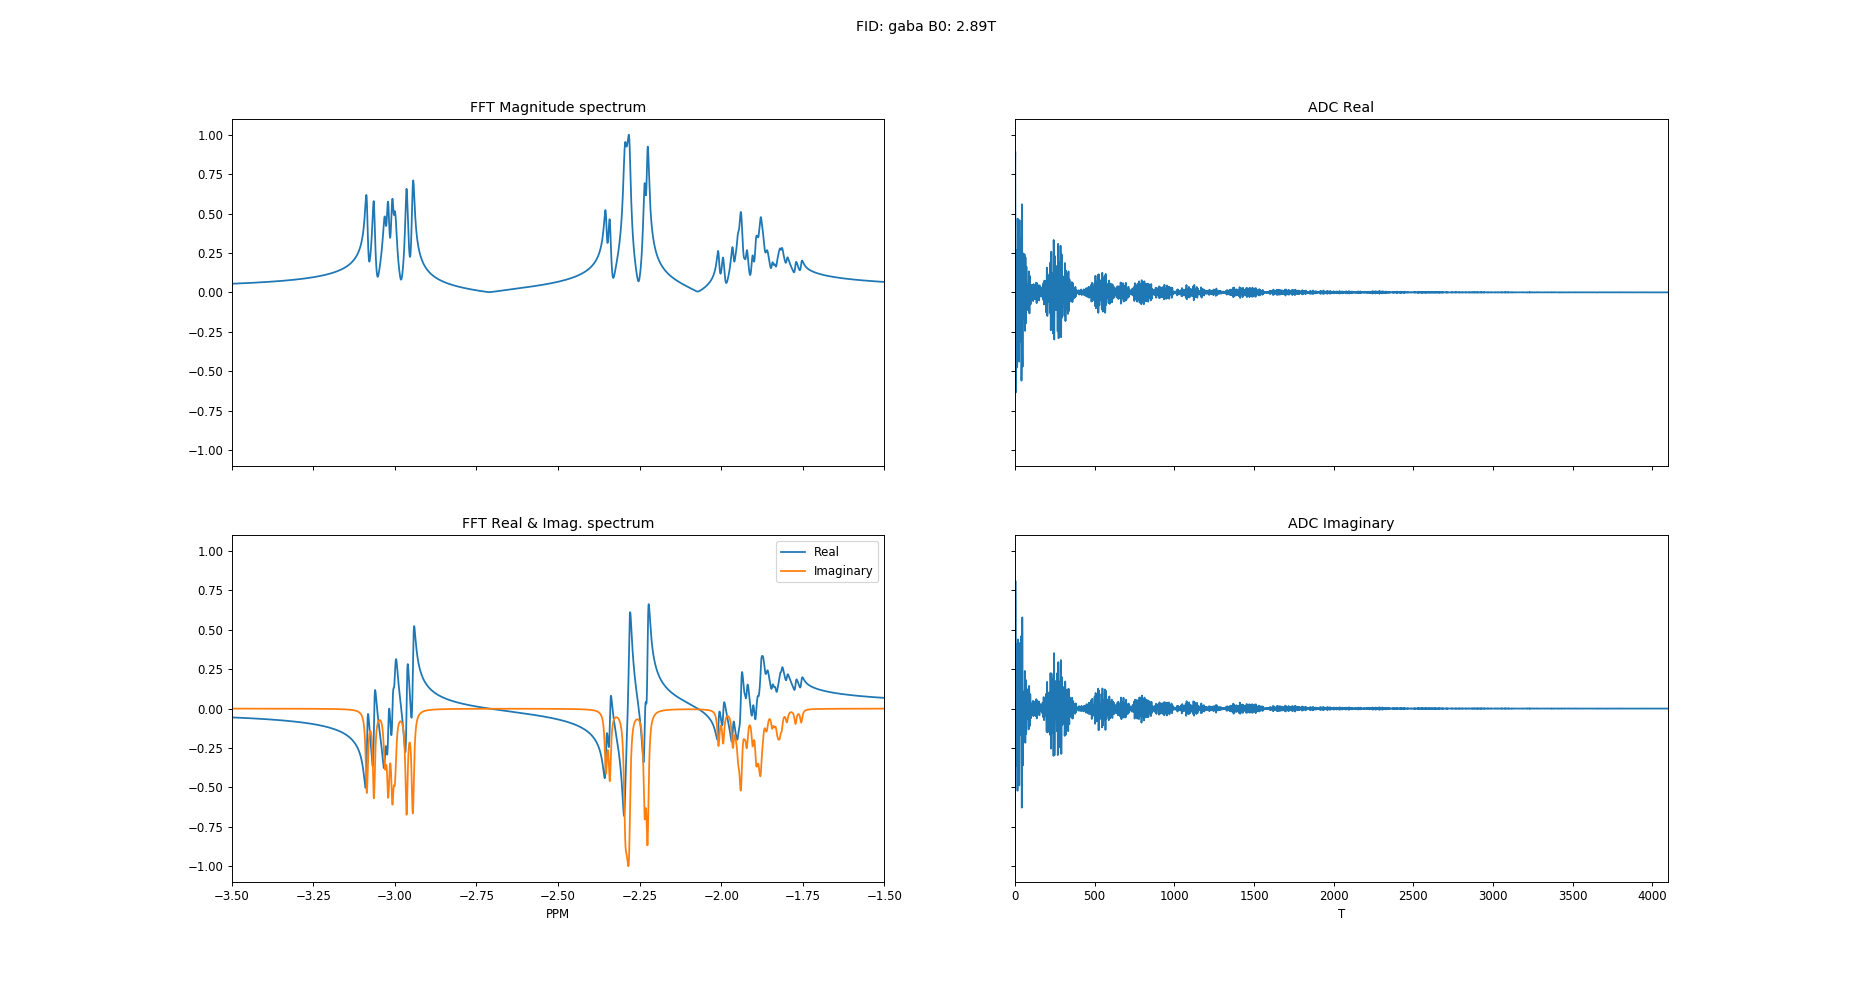 FID: gaba B0: 2.89T
FFT Magnitude spectrum
1.00
0.75
0.50
0.25
0.00
−0.25
−0.50
−0.75
−1.00
ADC Real
FFT Real & Imag. spectrum
1.00
0.75
0.50
0.25
0.00
−0.25
−0.50
−0.75
−1.00
Real
Imaginary
−3.50 −3.25 −3.00 −2.75 −2.50 −2.25 −2.00 −1.75 −1.50
PPM
ADC Imaginary
0 500 1000 1500 2000 2500 3000 3500 4000
T